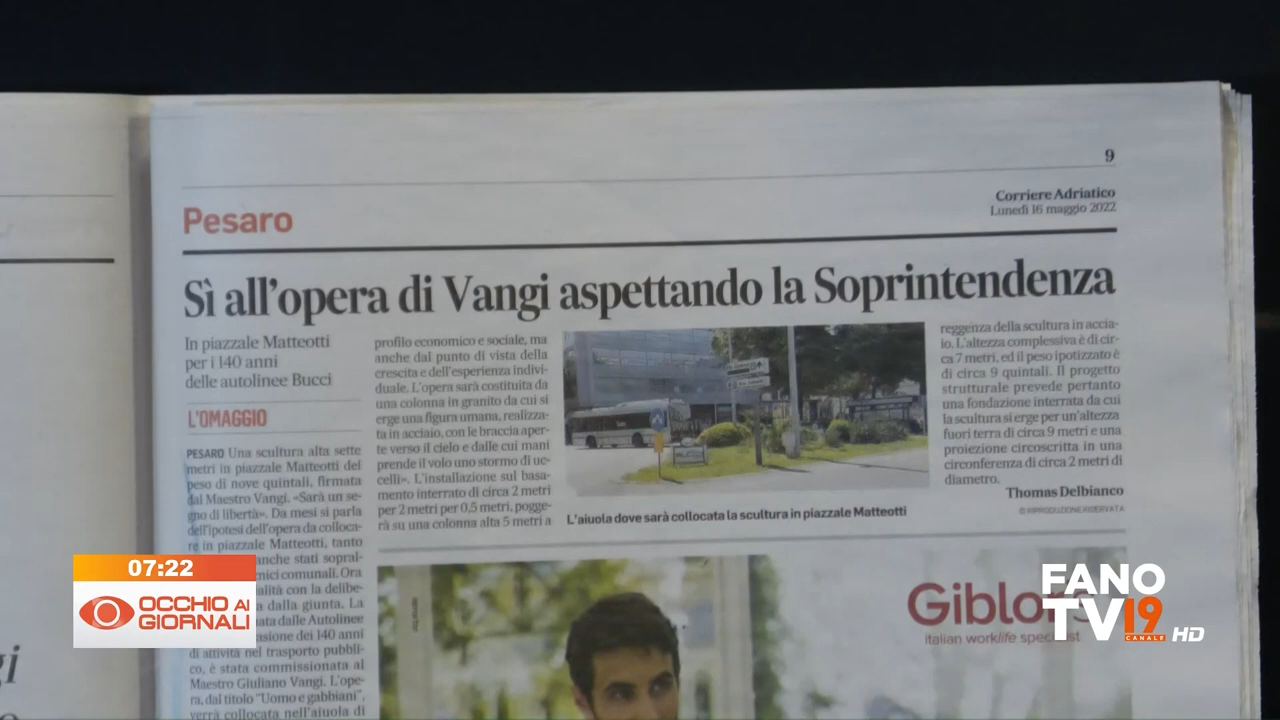 9
Corriere Adriatico
Lunedì 16 maggio 2022
Pesaro
Sì all'opera di Vangi aspettando la Soprintendenza
In piazzale Matteotti
per i 140 anni
delle autolinee Bucci
L'OMAGGIO
PESARO Una scultura alta sette
metri in piazzale Matteotti del
peso di nove quintali, firmata
dal Maestro Vangi. «Sarà un se-
gno di libertà». Da mesi si parla
dell'ipotesi dell'opera da colloca-
re in piazzale Matteotti, tanto
anche stati sopral-
nici comunali. Ora
alità con la delibe-
a dalla giunta. La
ata dalle Autolinee
asione dei 140 anni
di attività nel trasporto pubbli-
co, è stata commissionata al
Maestro Giuliano Vangi. L'ope-
ra, dal titolo "Uomo e gabbiani",
verrà collocata nell'aiuola di
profilo economico e sociale, ma
anche dal punto di vista della
crescita e dell'esperienza indivi-
duale. L'opera sarà costituita da
una colonna in granito da cui si
erge una figura umana, realizza-
ta in acciaio, con le braccia aper-
te verso il cielo e dalle cui mani
prende il volo uno stormo di uc-
celli». L'installazione sul basa-
mento interrato di circa 2 metri
per 2 metri per 0,5 metri, pogge-
rà su una colonna alta 5 metri a
L'aiuola dove sarà collocata la scultura in piazzale Matteotti
reggenza della scultura in accia-
io. L'altezza complessiva è di cir-
ca 7 metri, ed il peso ipotizzato è
di circa 9 quintali. Il progetto
strutturale prevede pertanto
una fondazione interrata da cui
la scultura si erge per un'altezza
fuori terra di circa 9 metri e una
proiezione circoscritta in una
circonferenza di circa 2 metri di
diametro.
Thomas Delbianco
© RIPRODUZIONE RISERVATA
italian worklife
gi
07:22
OCCHIO AI
GIORNALI
FANO
TV19
CANALE HD